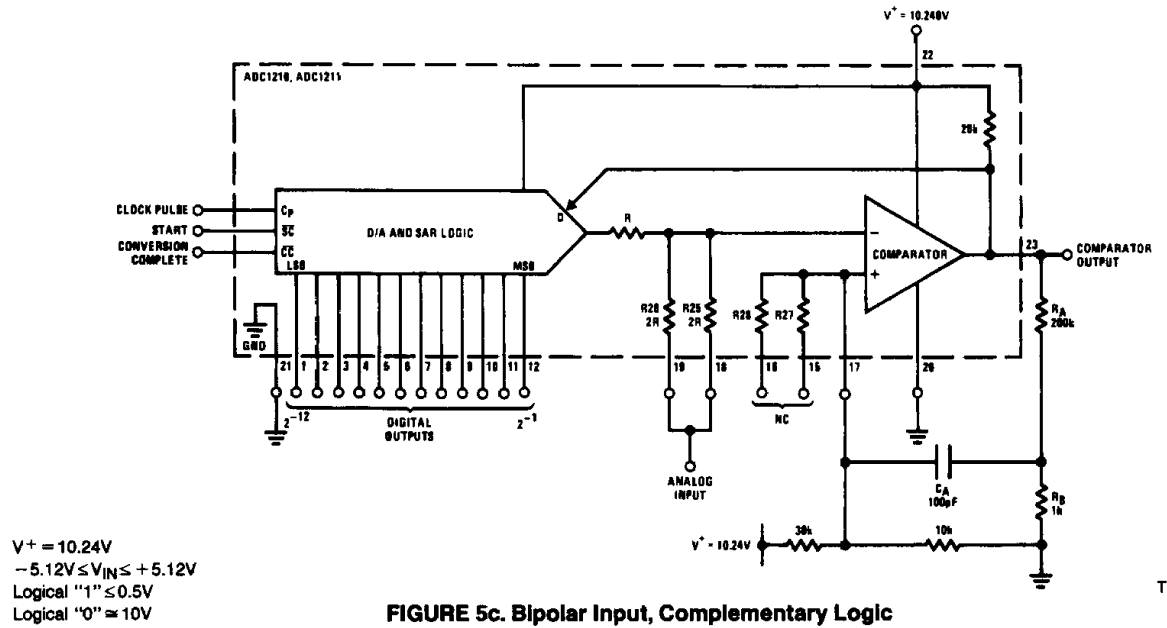 V+ = 10.240V
22
ADC1210, ADC1211
20k
CLOCK PULSE
START
CONVERSION
COMPLETE
CP
SC
CC
D/A AND SAR LOGIC
D
LSB
MSB
R
R26
2R
R25
2R
R28
R27
−
+
COMPARATOR
23
COMPARATOR
OUTPUT
RA
200k
GND
21
1
2
3
4
5
6
7
8
9
10
11
12
19
18
16
15
17
20
2−12
DIGITAL
OUTPUTS
2−1
NC
ANALOG
INPUT
CA
100pF
RB
1k
V+ = 10.24V
30k
10k
V+ = 10.24V
−5.12V ≤ VIN ≤ +5.12V
Logical "1" ≤ 0.5V
Logical "0" ≅ 10V
FIGURE 5c. Bipolar Input, Complementary Logic
T